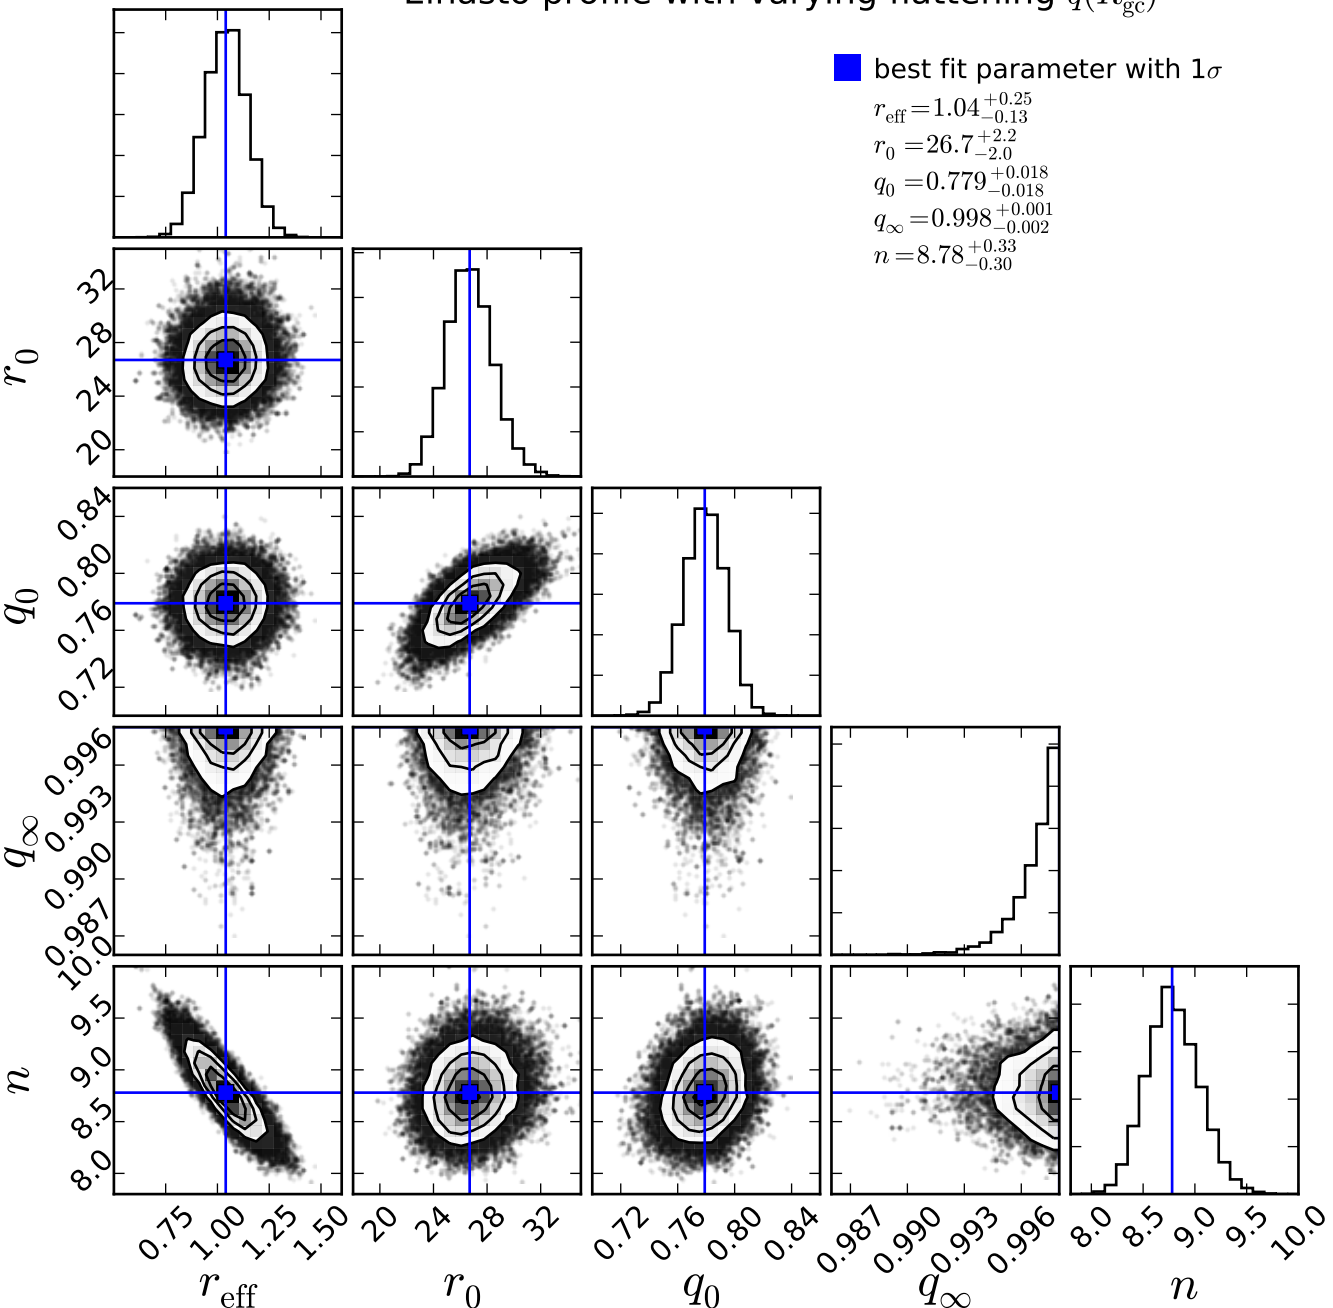 Einasto profile with varying flattening q(R_gc)
best fit parameter with 1σ
r_eff=1.04 +0.25 −0.13
r_0=26.7 +2.2 −2.0
q_0=0.779 +0.018 −0.018
q_∞=0.998 +0.001 −0.002
n=8.78 +0.33 −0.30
r_0
32
28
24
20
q_0
0.84
0.80
0.76
0.72
q_∞
0.996
0.993
0.990
0.987
n
10.0
9.5
9.0
8.5
8.0
0.75 1.00 1.25 1.50 20 24 28 32 0.72 0.76 0.80 0.84 0.987 0.990 0.993 0.996 8.0 8.5 9.0 9.5 10.0
r_eff r_0 q_0 q_∞ n